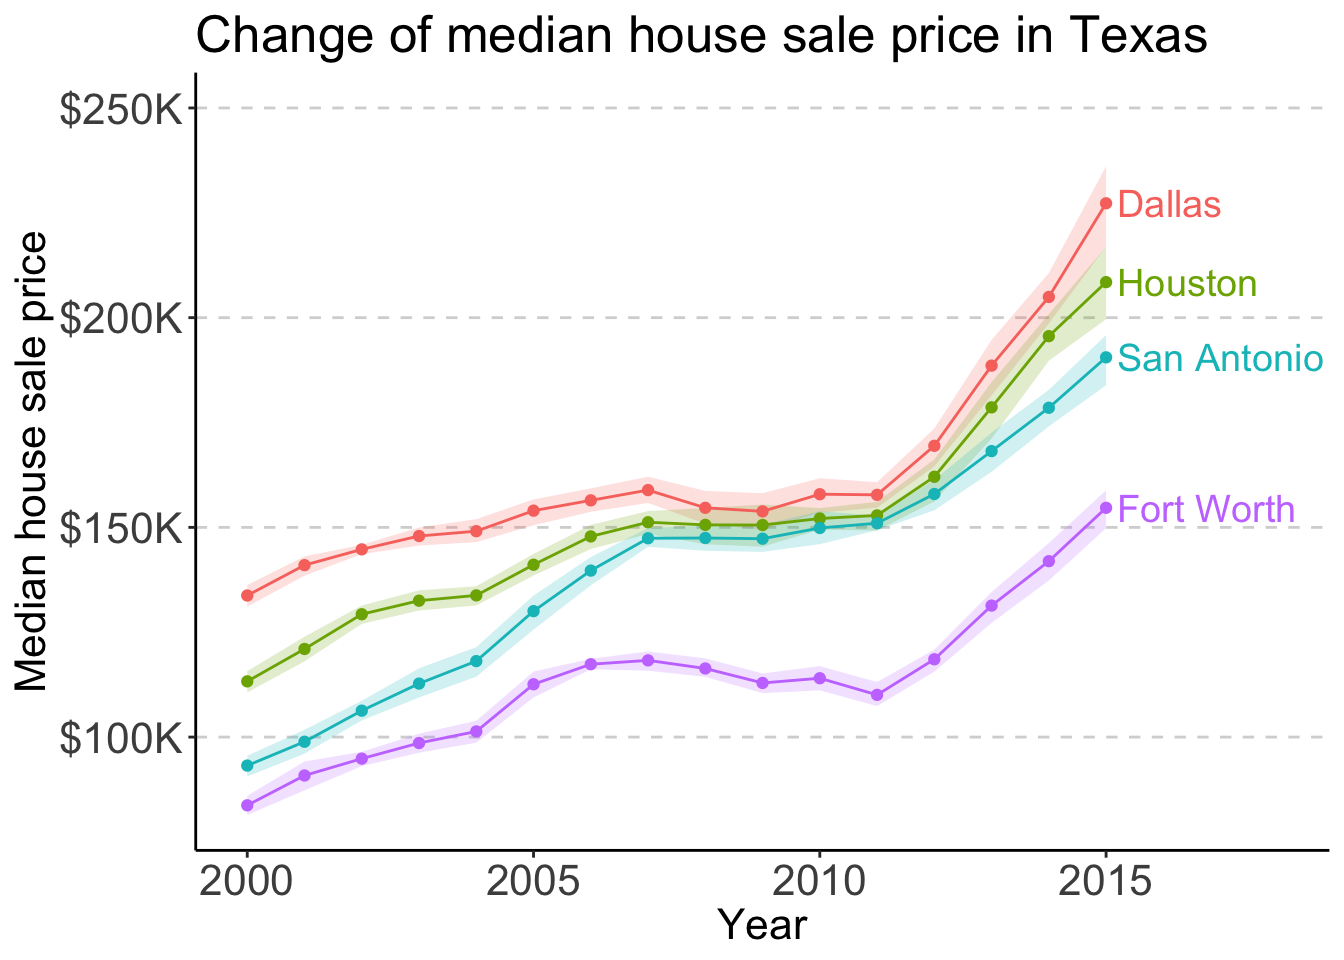 Change of median house sale price in Texas
Median house sale price
$250K
$200K
$150K
$100K
Dallas
Houston
San Antonio
Fort Worth
2000 2005 2010 2015
Year